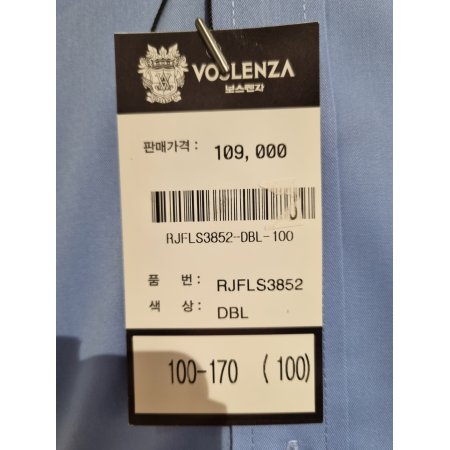 VOSLENZA
보스렌자
판매가격 : 109,000
RJFLS3852-DBL-100
품 번 : RJFLS3852
색 상 : DBL
100-170 (100)